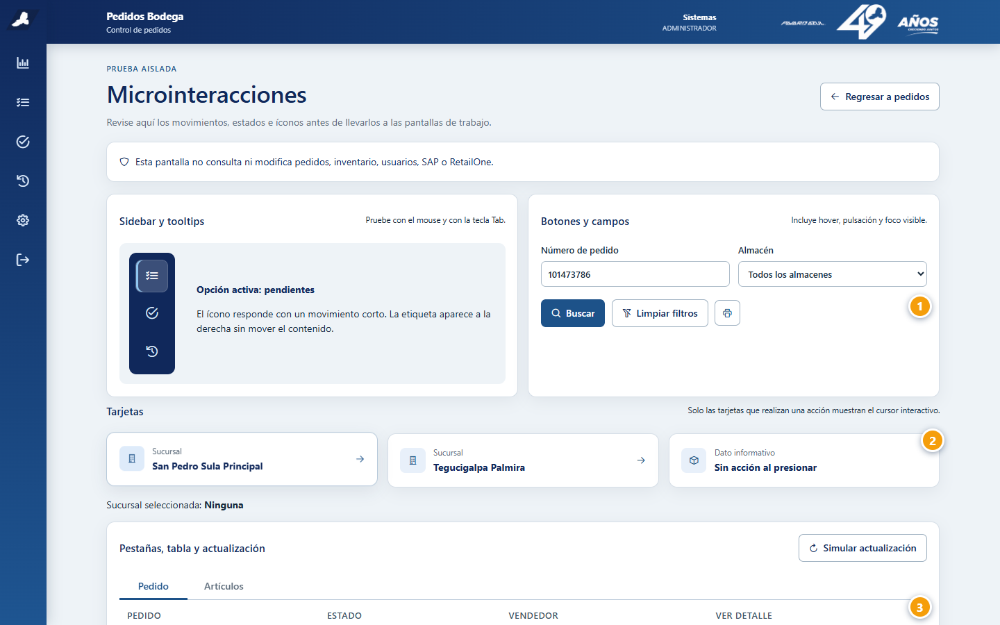 Pedidos Bodega
Control de pedidos
Sistemas
ADMINISTRADOR
49 AÑOS
PRUEBA AISLADA
Microinteracciones
Regresar a pedidos
Revise aquí los movimientos, estados e íconos antes de llevarlos a las pantallas de trabajo.
Esta pantalla no consulta ni modifica pedidos, inventario, usuarios, SAP o RetailOne.
Sidebar y tooltips
Pruebe con el mouse y con la tecla Tab.
Opción activa: pendientes
El ícono responde con un movimiento corto. La etiqueta aparece a la
derecha sin mover el contenido.
Botones y campos
Incluye hover, pulsación y foco visible.
Número de pedido
Almacén
101473786
Todos los almacenes
1
Buscar
Limpiar filtros
Tarjetas
Solo las tarjetas que realizan una acción muestran el cursor interactivo.
2
Sucursal
San Pedro Sula Principal
Sucursal
Tegucigalpa Palmira
Dato informativo
Sin acción al presionar
Sucursal seleccionada: Ninguna
Pestañas, tabla y actualización
Simular actualización
Pedido
Artículos
3
PEDIDO
ESTADO
VENDEDOR
VER DETALLE